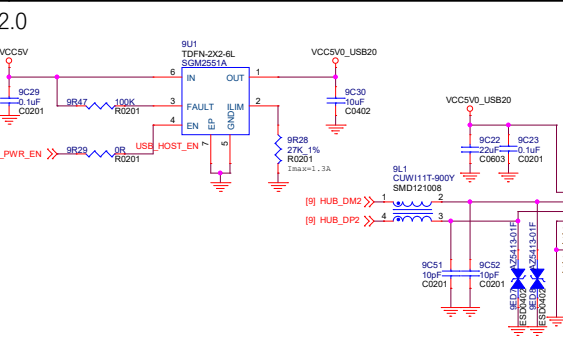 2.0
VCC5V
9U1
TDFN-2X2-6L
SGM2551A
VCC5V0_USB20
9C29
0.1uF
C0201
6 IN OUT 1
9R47 100K
R0201
3 FAULT ILIM 2
4 EN
EP
GND
7 5
USB_HOST_EN
_PWR_EN 9R29 0R
R0201
9C30
10uF
C0402
9R28
27K_1%
R0201
Imax=1.3A
VCC5V0_USB20
9C22
22uF
C0603
9C23
0.1uF
C0201
9L1
CUWI11T-900Y
SMD121008
[9] HUB_DM2 1 2
[9] HUB_DP2 4 3
9C51
10pF
C0201
9C52
10pF
C0201
AZ5413-01F
9ED7
ESD0402
AZ5413-01F
ESD0402